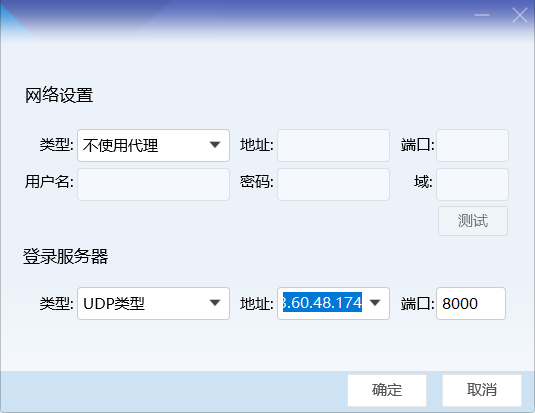 网络设置
类型: 不使用代理 地址: 端口:
用户名: 密码: 域:
测试
登录服务器
类型: UDP类型 地址: .60.48.174 端口: 8000
确定 取消